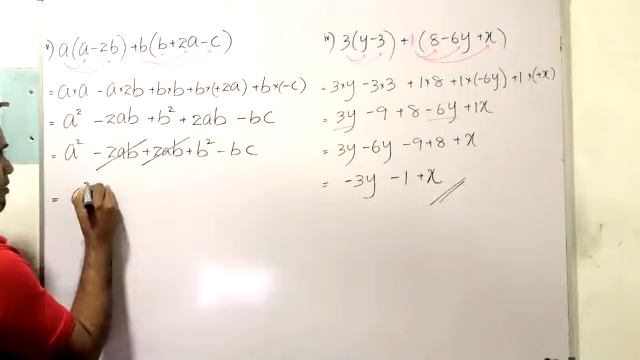 v) a(a-2b)+b(b+2a-c)
= a×a - a×2b + b×b + b×(+2a) + b×(-c)
= a² - 2ab + b² + 2ab - bc
= a² - 2ab + 2ab + b² - bc
=
iv) 3(y-3) +1(8-6y+x)
= 3×y - 3×3 + 1×8 + 1×(-6y) + 1×(+x)
= 3y - 9 + 8 - 6y + 1x
= 3y - 6y - 9 + 8 + x
= -3y - 1 + x